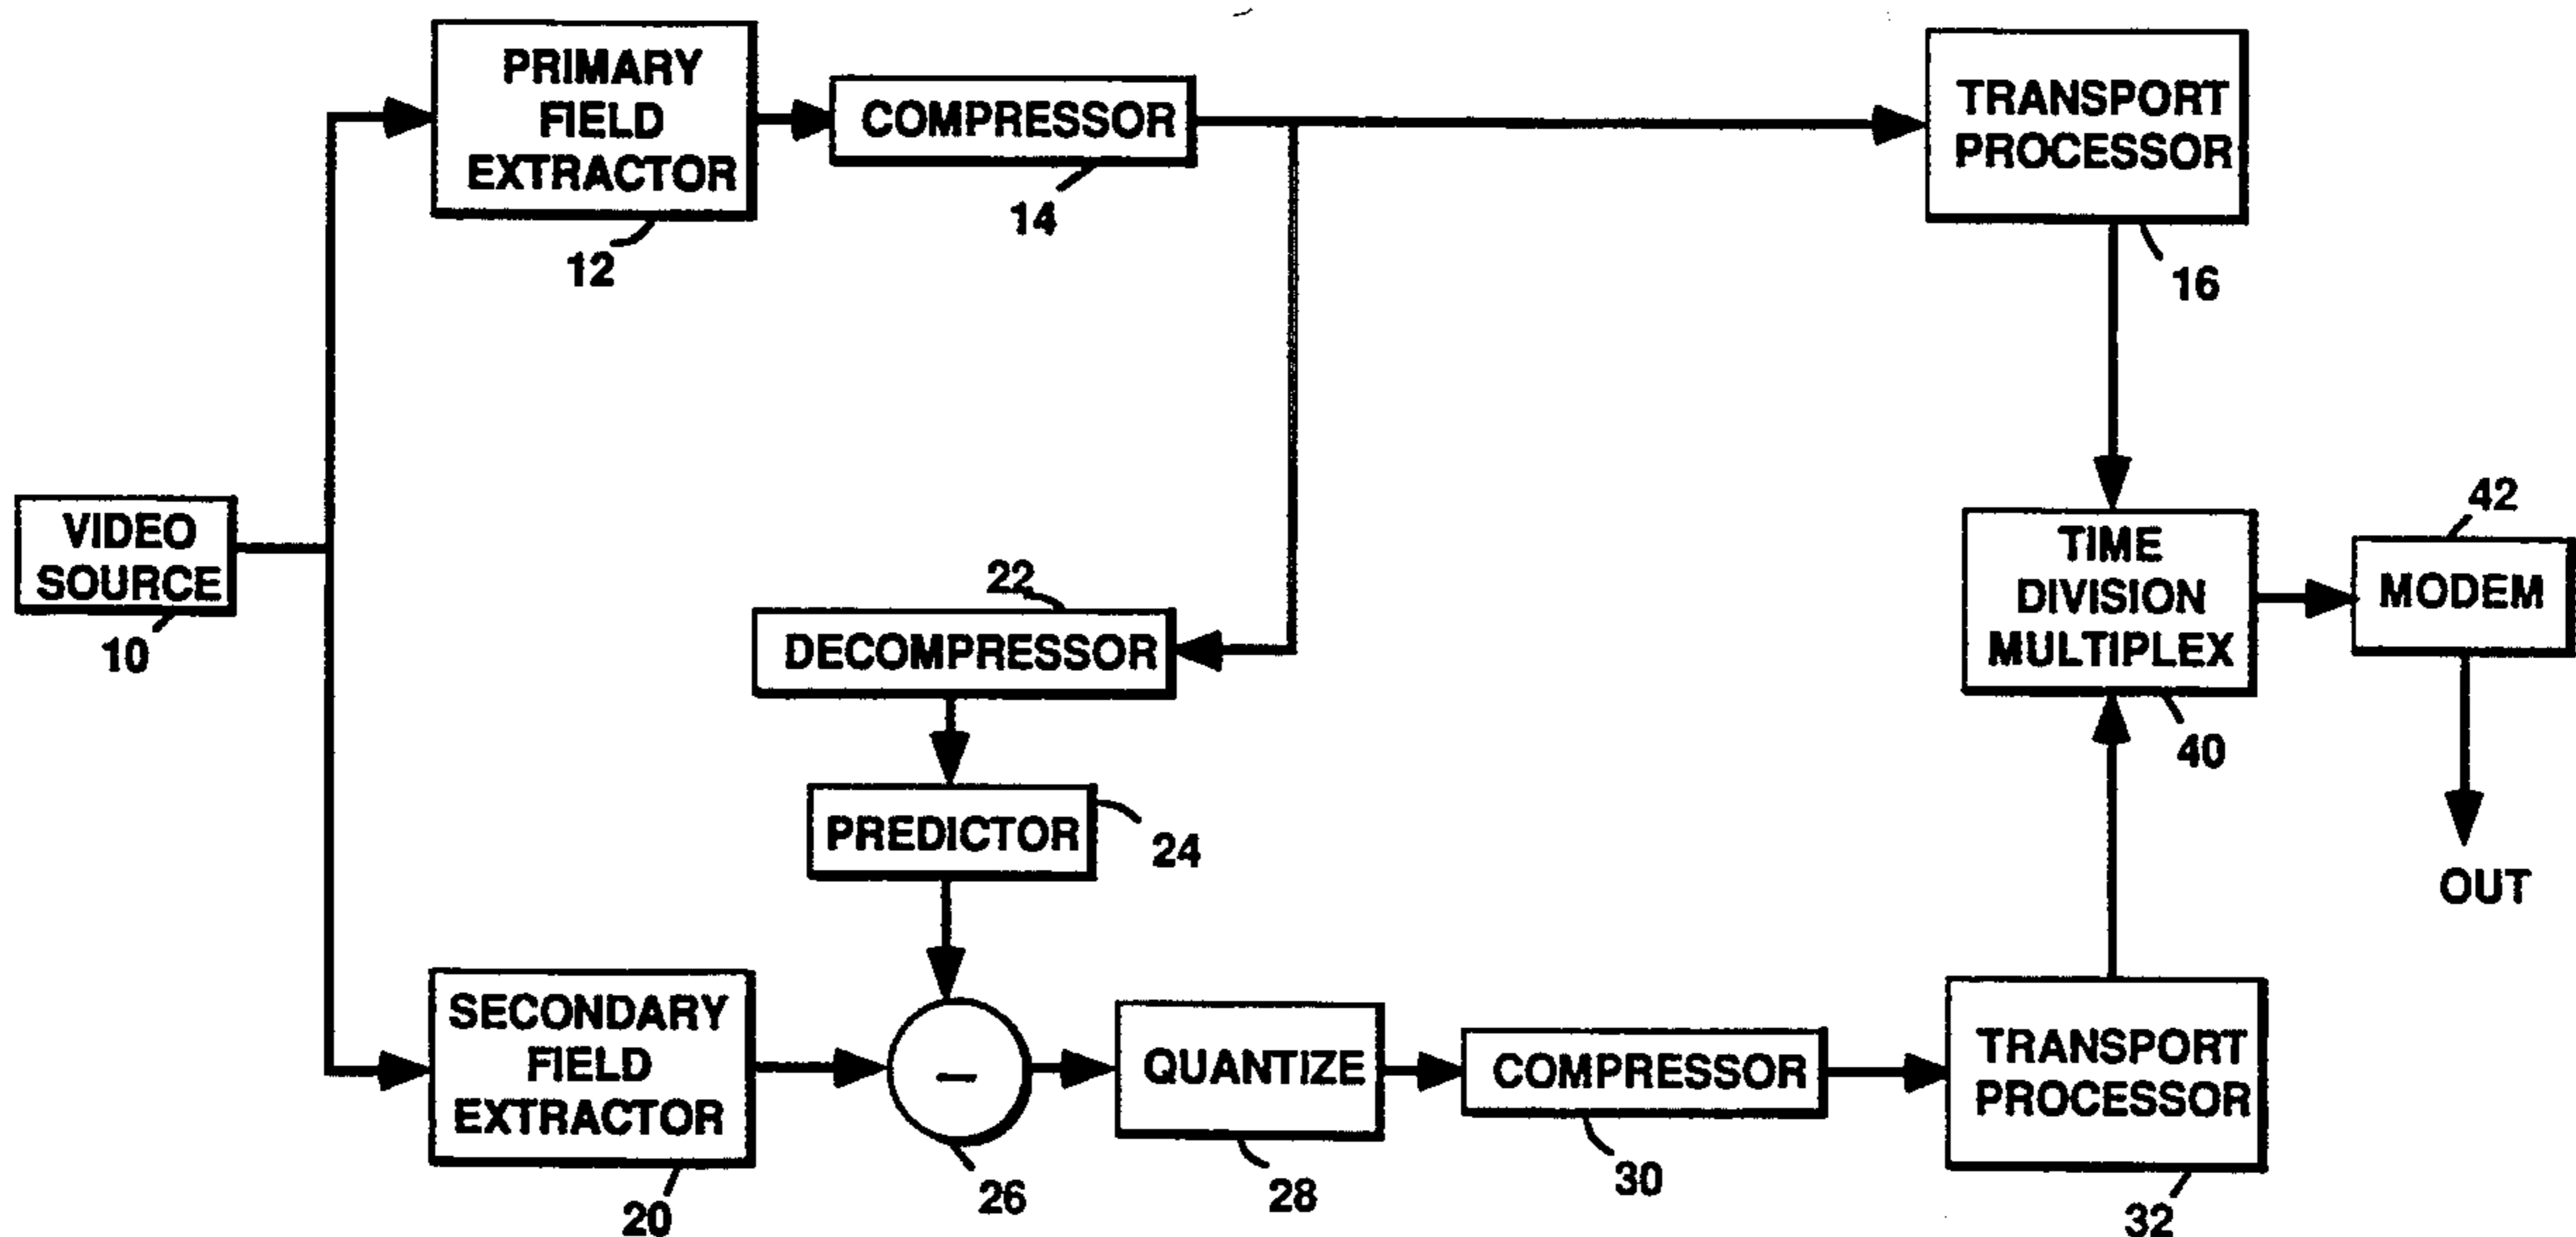 PRIMARY
FIELD
EXTRACTOR
12
COMPRESSOR
14
TRANSPORT
PROCESSOR
16
VIDEO
SOURCE
10
22
DECOMPRESSOR
PREDICTOR
24
TIME
DIVISION
MULTIPLEX
40
42
MODEM
OUT
SECONDARY
FIELD
EXTRACTOR
20
–
26
QUANTIZE
28
COMPRESSOR
30
TRANSPORT
PROCESSOR
32